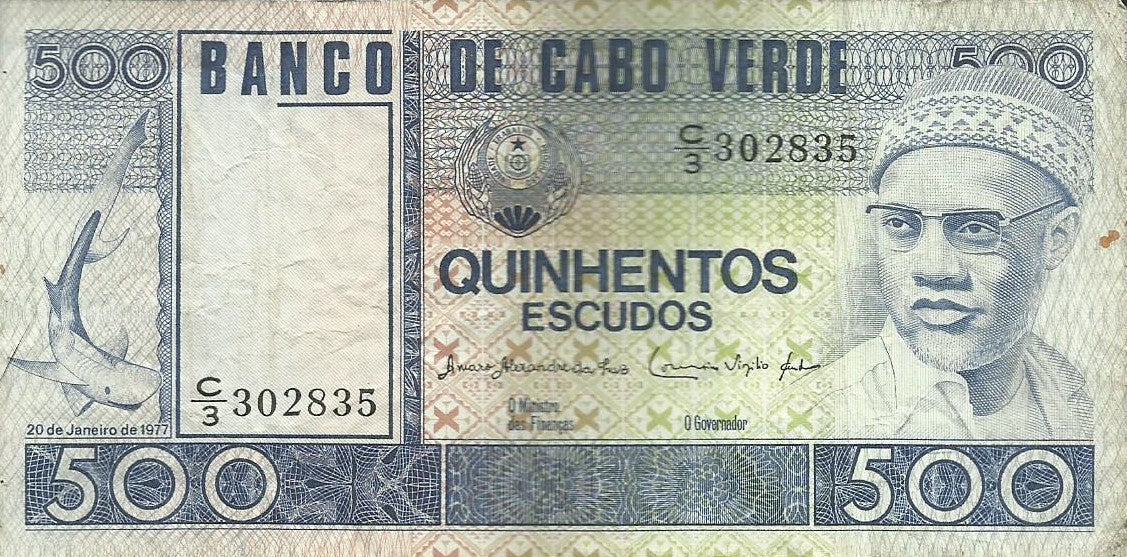 500 BANCO DE CABO VERDE 500
C/3 302835
QUINHENTOS
ESCUDOS
C/3 302835
O Ministro das Finanças
O Governador
20 de Janeiro de 1977
500 500